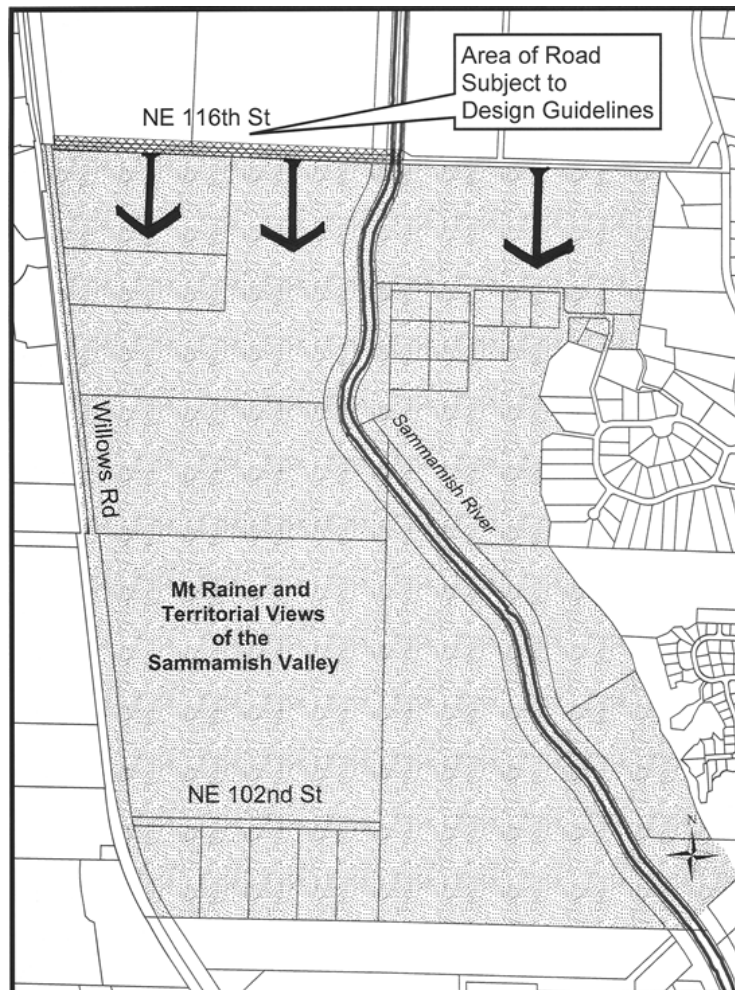 Area of Road
Subject to
Design Guidelines
NE 116th St
Willows Rd
Sammamish River
Mt Rainer and
Territorial Views
of the
Sammamish Valley
NE 102nd St
N